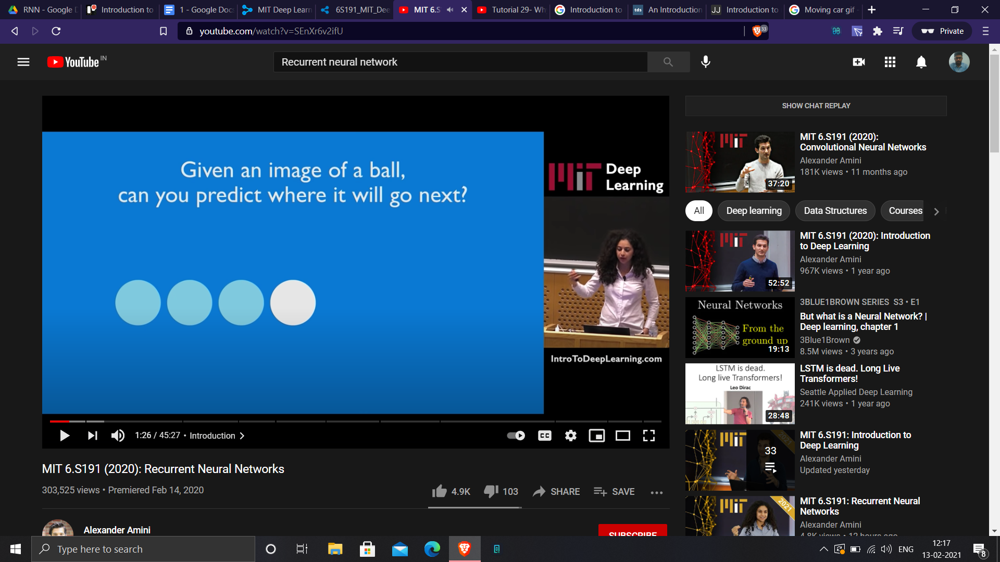 RNN - Google D
Introduction to
1 - Google Docs
MIT Deep Learn
6S191_MIT_Dee
MIT 6.S
Tutorial 29- Wh
Introduction to
tds
An Introduction
JJ
Introduction to
Moving car gif
youtube.com/watch?v=SEnXr6v2ifU
33
Private
YouTube IN
Recurrent neural network
Given an image of a ball,
can you predict where it will go next?
MIT Deep
Learning
IntroToDeepLearning.com
1:26 / 45:27 • Introduction
CC
MIT 6.S191 (2020): Recurrent Neural Networks
303,525 views • Premiered Feb 14, 2020
4.9K
103
SHARE
SAVE
Alexander Amini
SUBSCRIBE
SHOW CHAT REPLAY
MIT
37:20
MIT 6.S191 (2020):
Convolutional Neural Networks
Alexander Amini
181K views • 11 months ago
All
Deep learning
Data Structures
Courses
MIT
52:52
MIT 6.S191 (2020): Introduction
to Deep Learning
Alexander Amini
967K views • 1 year ago
Neural Networks
From the
ground up
19:13
3BLUE1BROWN SERIES S3 • E1
But what is a Neural Network? |
Deep learning, chapter 1
3Blue1Brown
8.5M views • 3 years ago
LSTM is dead.
Long live Transformers!
Leo Dirac
28:48
LSTM is dead. Long Live
Transformers!
Seattle Applied Deep Learning
241K views • 1 year ago
MIT
2021
33
MIT 6.S191: Introduction to
Deep Learning
Alexander Amini
Updated yesterday
MIT
2021
MIT 6.S191: Recurrent Neural
Networks
Alexander Amini
4.8K views • 12 hours ago
Type here to search
ENG
12:17
13-02-2021
8